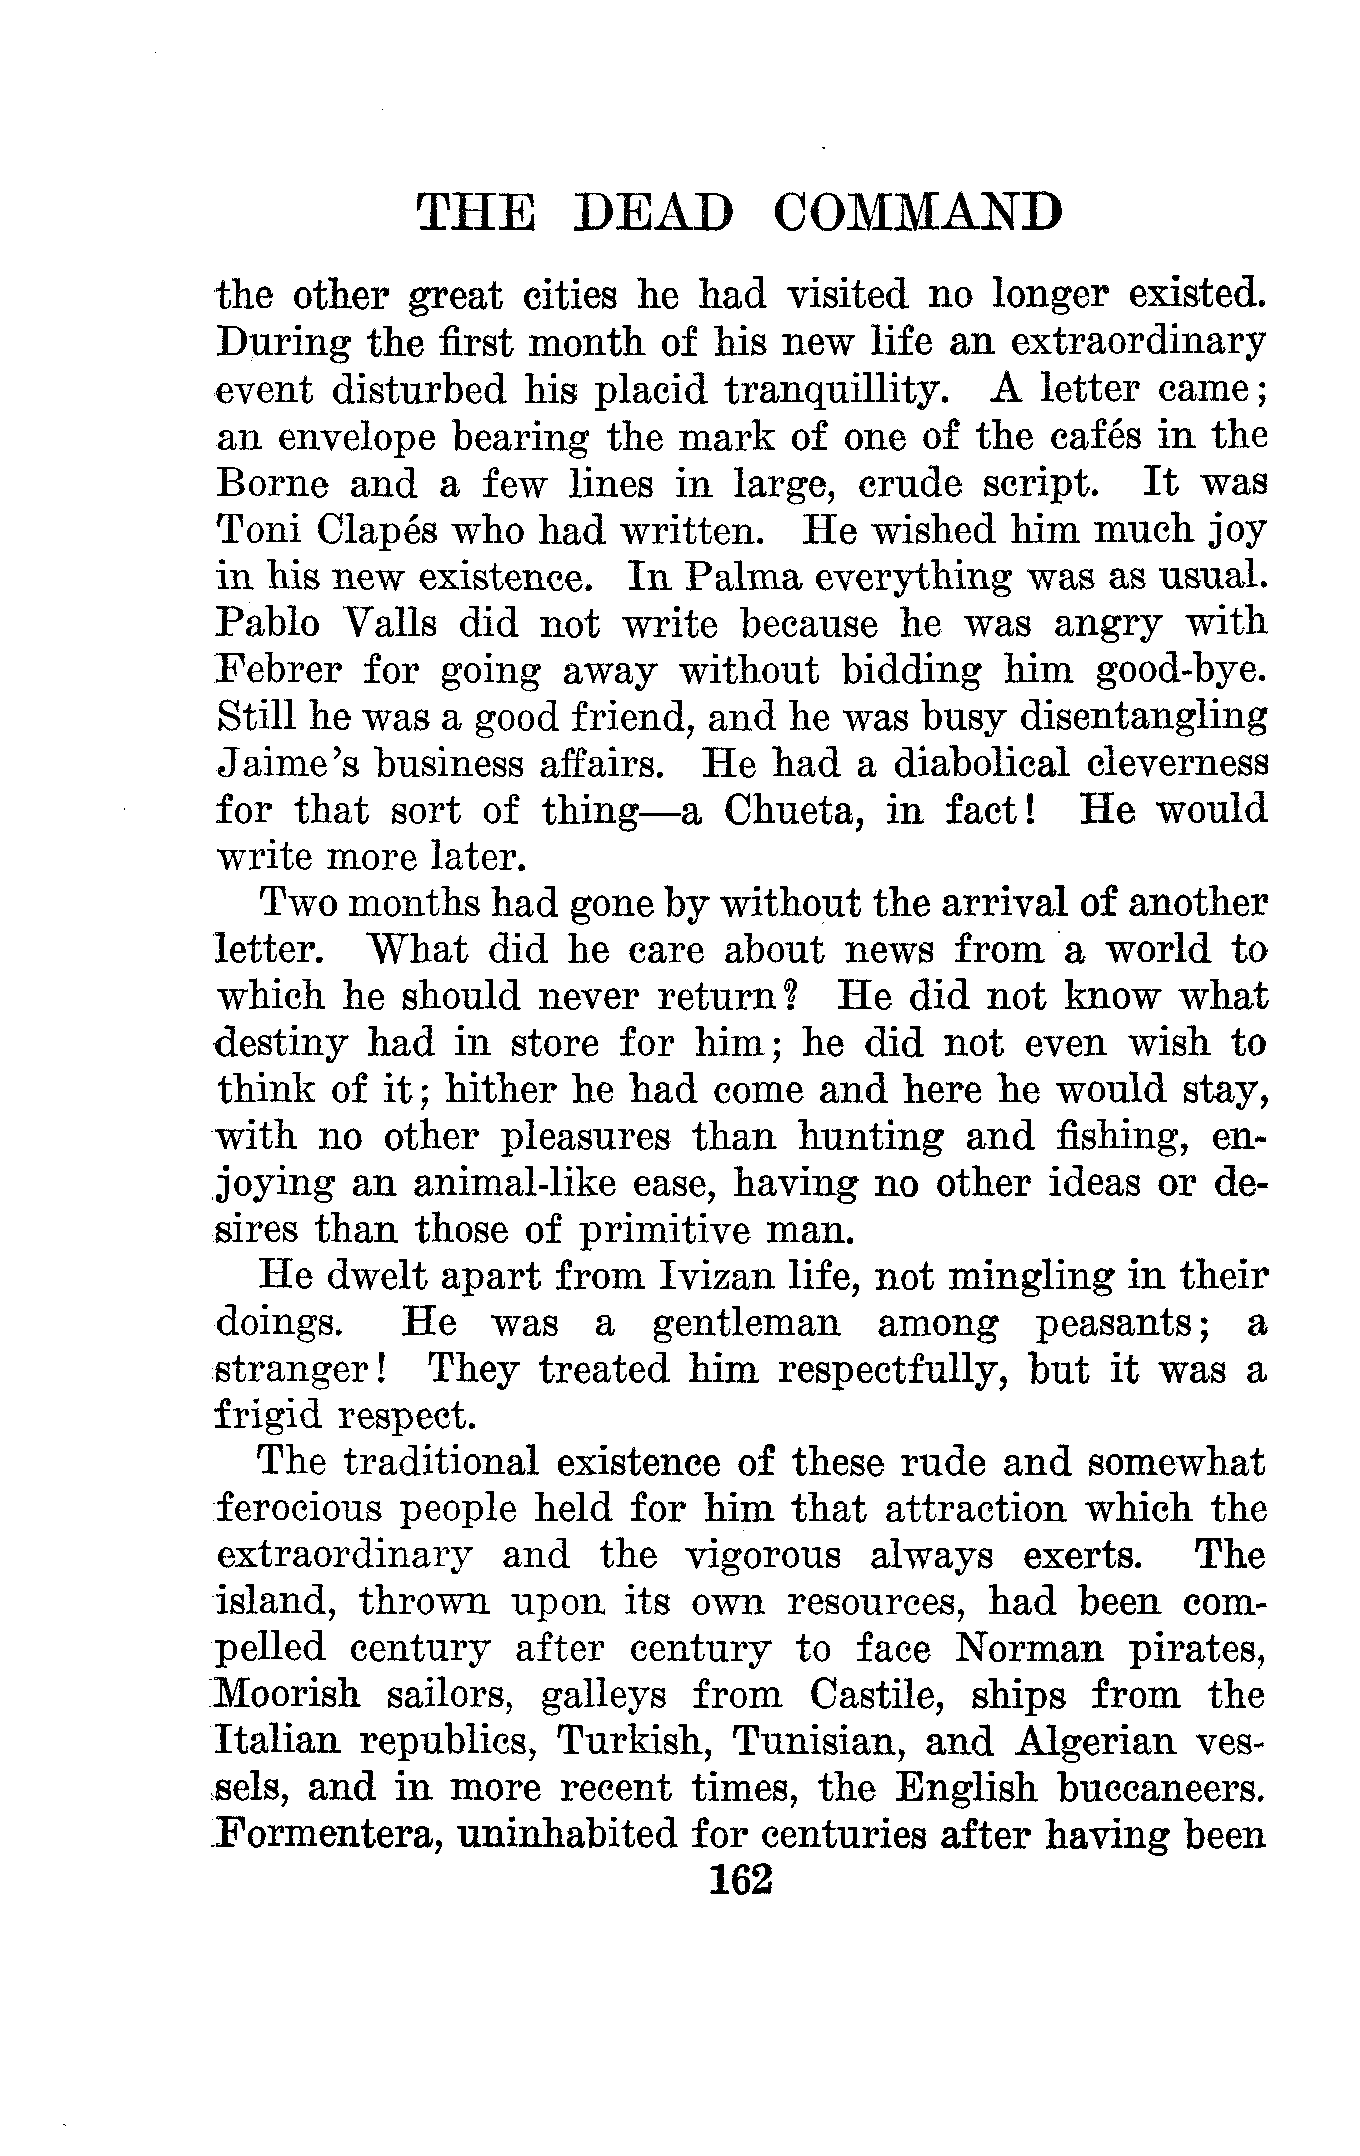 THE DEAD COMMAND
the other great cities he had visited no longer existed.
During the first month of his new life an extraordinary
event disturbed his placid tranquillity. A letter came;
an envelope bearing the mark of one of the cafés in the
Borne and a few lines in large, crude script. It was
Toni Clapés who had written. He wished him much joy
in his new existence. In Palma everything was as usual.
Pablo Valls did not write because he was angry with
Febrer for going away without bidding him good-bye.
Still he was a good friend, and he was busy disentangling
Jaime's business affairs. He had a diabolical cleverness
for that sort of thing—a Chueta, in fact! He would
write more later.
Two months had gone by without the arrival of another
letter. What did he care about news from a world to
which he should never return? He did not know what
destiny had in store for him; he did not even wish to
think of it; hither he had come and here he would stay,
with no other pleasures than hunting and fishing, en-
joying an animal-like ease, having no other ideas or de-
sires than those of primitive man.
He dwelt apart from Ivizan life, not mingling in their
doings. He was a gentleman among peasants; a
stranger! They treated him respectfully, but it was a
frigid respect.
The traditional existence of these rude and somewhat
ferocious people held for him that attraction which the
extraordinary and the vigorous always exerts. The
island, thrown upon its own resources, had been com-
pelled century after century to face Norman pirates,
Moorish sailors, galleys from Castile, ships from the
Italian republics, Turkish, Tunisian, and Algerian ves-
sels, and in more recent times, the English buccaneers.
Formentera, uninhabited for centuries after having been
162